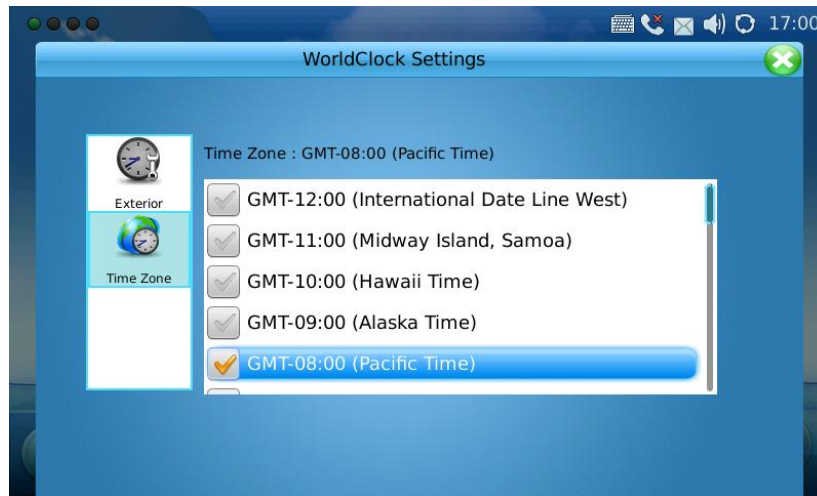 17:00
WorldClock Settings
Time Zone : GMT-08:00 (Pacific Time)
Exterior
Time Zone
GMT-12:00 (International Date Line West)
GMT-11:00 (Midway Island, Samoa)
GMT-10:00 (Hawaii Time)
GMT-09:00 (Alaska Time)
GMT-08:00 (Pacific Time)